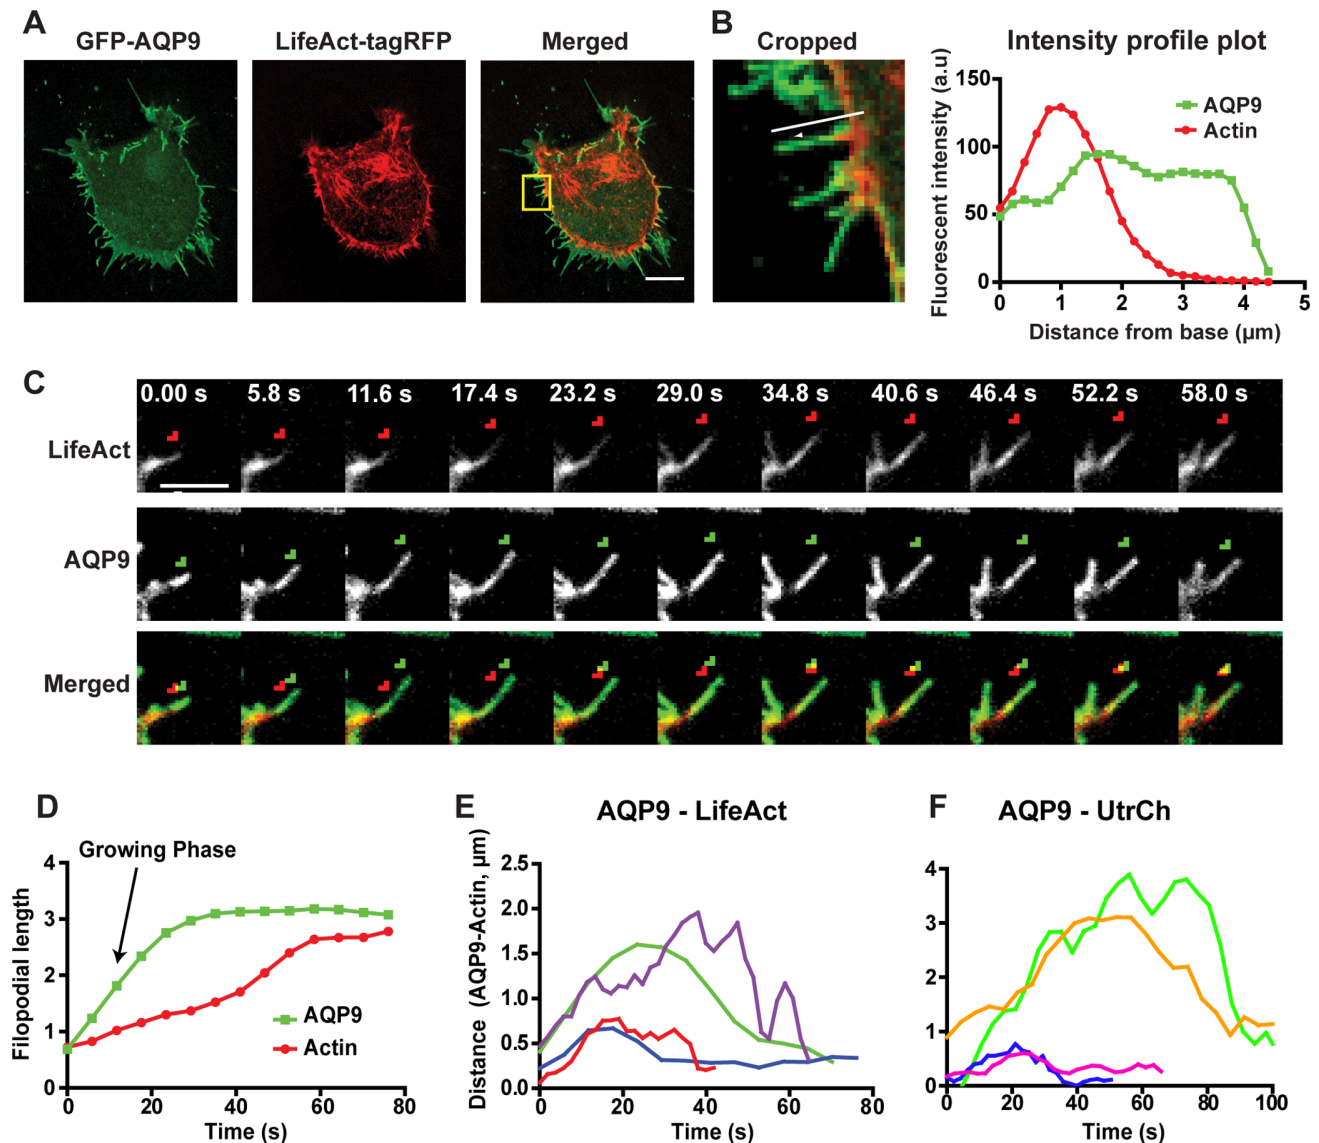 A
GFP-AQP9
LifeAct-tagRFP
Merged
B
Cropped
Intensity profile plot
Fluorescent intensity (a.u)
150
100
50
0
AQP9
Actin
0 1 2 3 4 5
Distance from base (µm)
C
0.00 s 5.8 s 11.6 s 17.4 s 23.2 s 29.0 s 34.8 s 40.6 s 46.4 s 52.2 s 58.0 s
LifeAct
AQP9
Merged
D
Growing Phase
Filopodial length
4
3
2
1
0
AQP9
Actin
0 20 40 60 80
Time (s)
E
AQP9 - LifeAct
Distance (AQP9-Actin, µm)
2.5
2.0
1.5
1.0
0.5
0.0
0 20 40 60 80
Time (s)
F
AQP9 - UtrCh
4
3
2
1
0
0 20 40 60 80 100
Time (s)